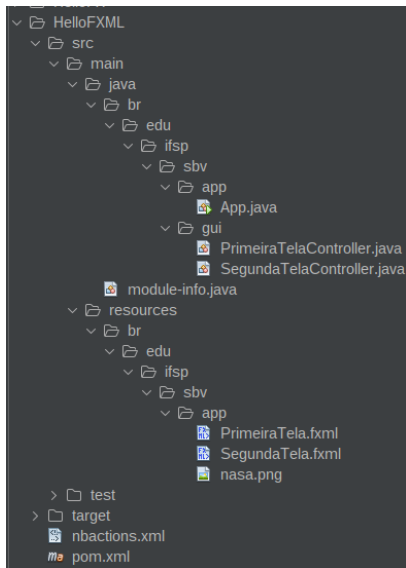 HelloFXML
src
main
java
br
edu
ifsp
sbv
app
App.java
gui
PrimeiraTelaController.java
SegundaTelaController.java
module-info.java
resources
br
edu
ifsp
sbv
app
PrimeiraTela.fxml
SegundaTela.fxml
nasa.png
test
target
nbactions.xml
pom.xml